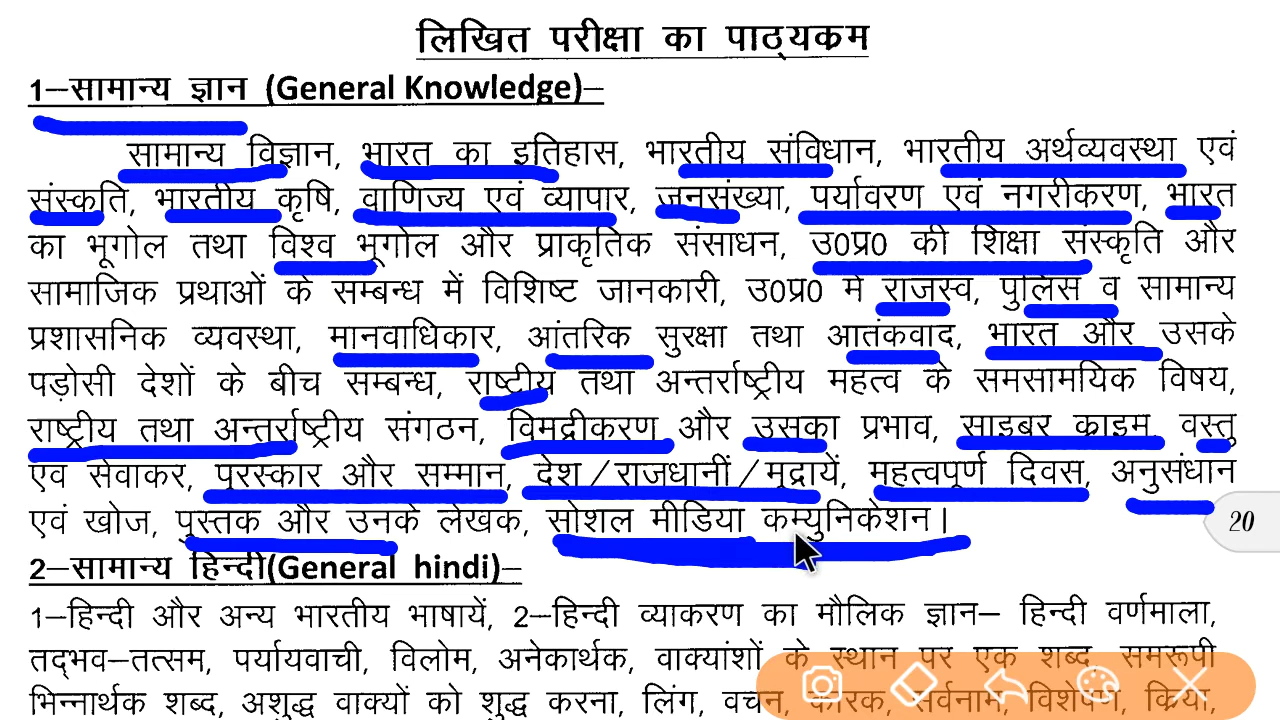 लिखित परीक्षा का पाठ्यकम
1–सामान्य ज्ञान (General Knowledge)–
सामान्य विज्ञान, भारत का इतिहास, भारतीय संविधान, भारतीय अर्थव्यवस्था एवं
संस्कृति, भारतीय कृषि, वाणिज्य एवं व्यापार, जनसंख्या, पर्यावरण एवं नगरीकरण, भारत
का भूगोल तथा विश्व भूगोल और प्राकृतिक संसाधन, उ0प्र0 की शिक्षा संस्कृति और
सामाजिक प्रथाओं के सम्बन्ध में विशिष्ट जानकारी, उ0प्र0 में राजस्व, पुलिस व सामान्य
प्रशासनिक व्यवस्था, मानवाधिकार, आंतरिक सुरक्षा तथा आतंकवाद, भारत और उसके
पड़ोसी देशों के बीच सम्बन्ध, राष्ट्रीय तथा अन्तर्राष्ट्रीय महत्व के समसामयिक विषय,
राष्ट्रीय तथा अन्तर्राष्ट्रीय संगठन, विमद्रीकरण और उसका प्रभाव, साइबर काइम, वस्तु
एवं सेवाकर, पुरस्कार और सम्मान, देश/राजधानीं/मुद्रायें, महत्वपूर्ण दिवस, अनुसंधान
एवं खोज, पुस्तक और उनके लेखक, सोशल मीडिया कम्युनिकेशन।
20
2–सामान्य हिन्दी(General hindi)–
1–हिन्दी और अन्य भारतीय भाषायें, 2–हिन्दी व्याकरण का मौलिक ज्ञान– हिन्दी वर्णमाला,
तद्भव–तत्सम, पर्यायवाची, विलोम, अनेकार्थक, वाक्यांशों के स्थान पर एक शब्द, समरूपी
भिन्नार्थक शब्द, अशुद्ध वाक्यों को शुद्ध करना, लिंग, वचन, कारक, सर्वनाम, विशेषण, किया,